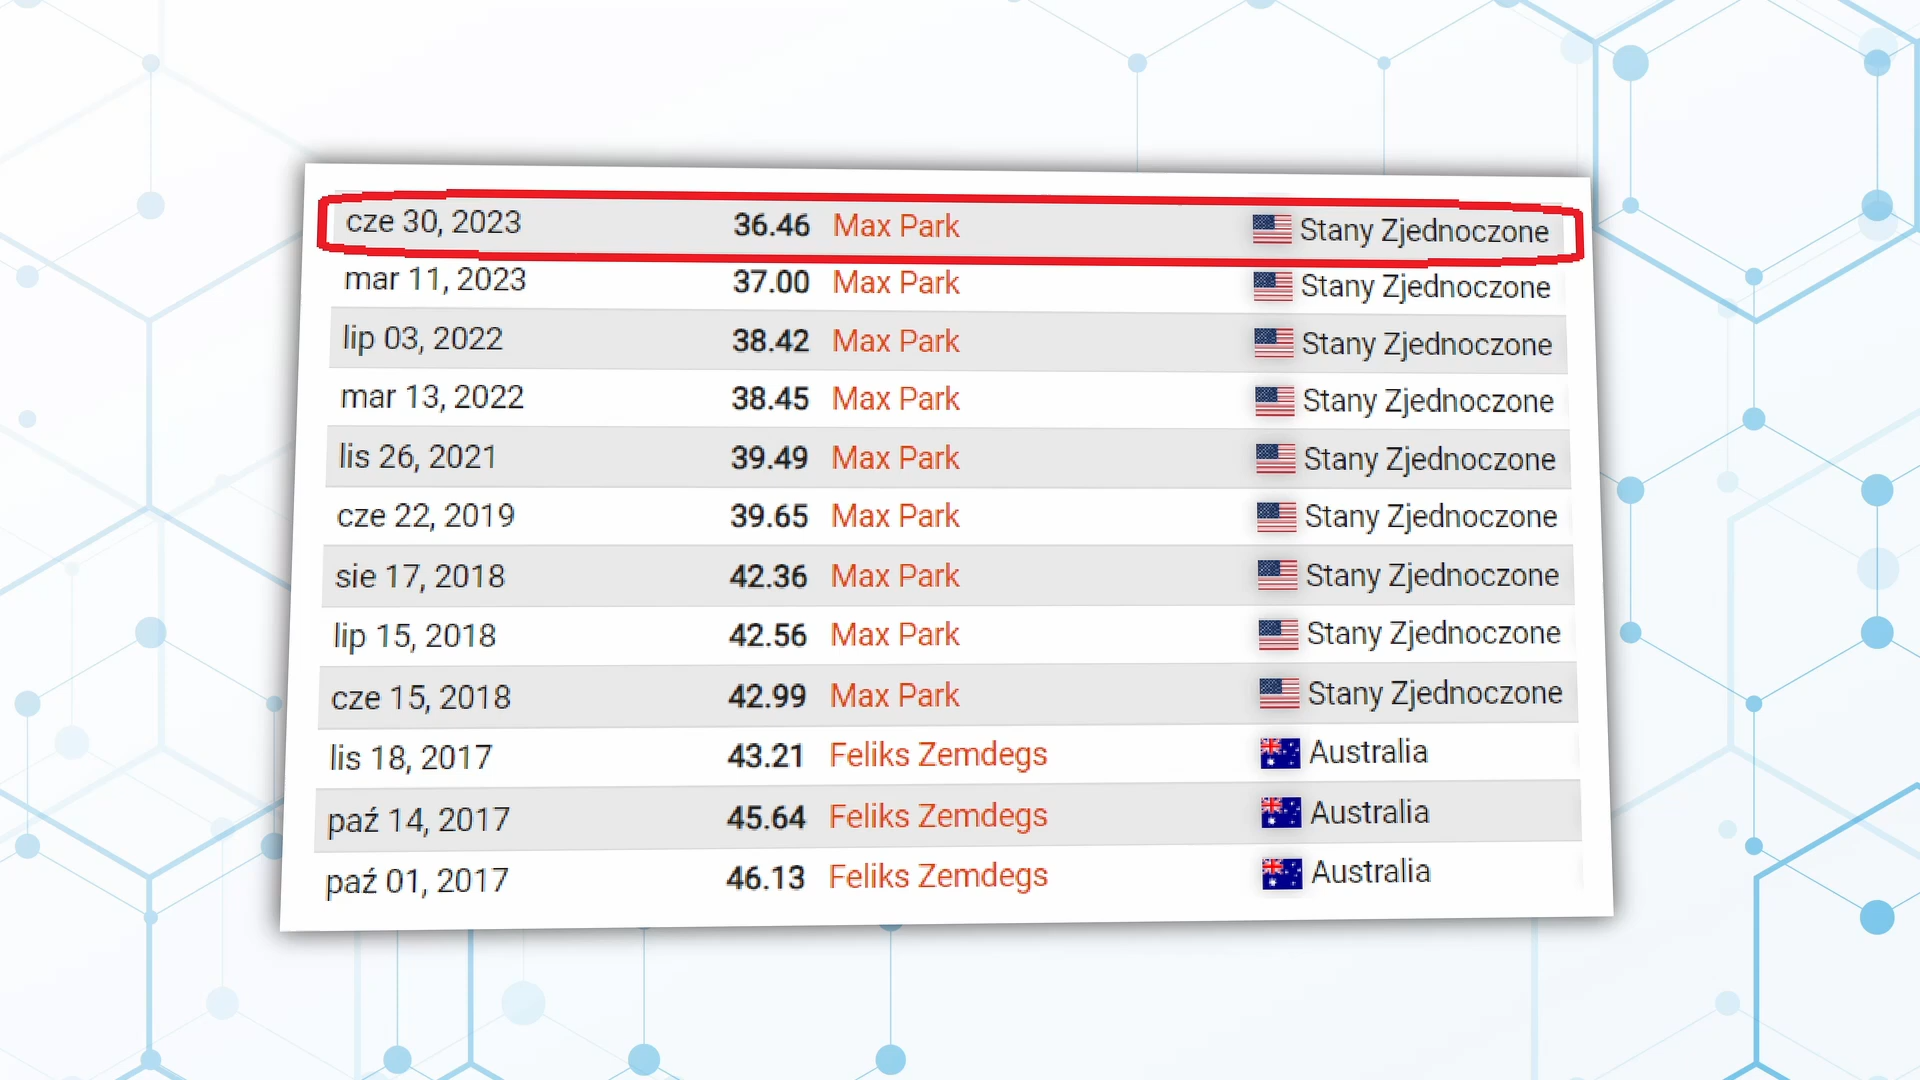 cze 30, 2023 36.46 Max Park Stany Zjednoczone
mar 11, 2023 37.00 Max Park Stany Zjednoczone
lip 03, 2022 38.42 Max Park Stany Zjednoczone
mar 13, 2022 38.45 Max Park Stany Zjednoczone
lis 26, 2021 39.49 Max Park Stany Zjednoczone
cze 22, 2019 39.65 Max Park Stany Zjednoczone
sie 17, 2018 42.36 Max Park Stany Zjednoczone
lip 15, 2018 42.56 Max Park Stany Zjednoczone
cze 15, 2018 42.99 Max Park Stany Zjednoczone
lis 18, 2017 43.21 Feliks Zemdegs Australia
paź 14, 2017 45.64 Feliks Zemdegs Australia
paź 01, 2017 46.13 Feliks Zemdegs Australia